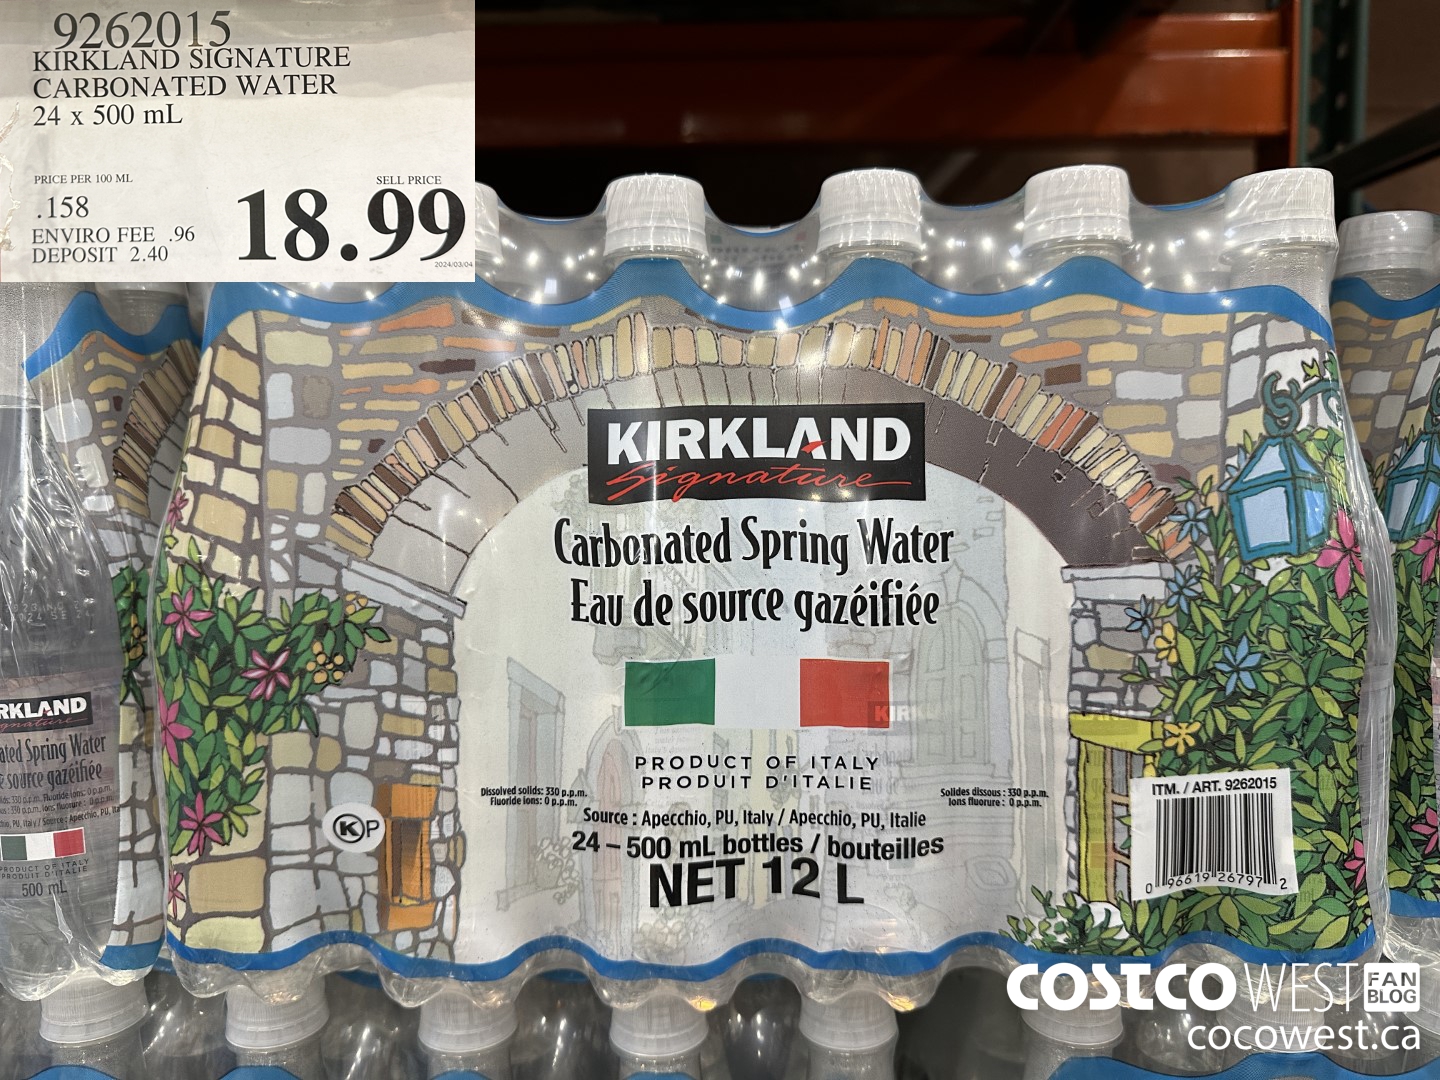 9262015
KIRKLAND SIGNATURE
CARBONATED WATER
24 x 500 mL
PRICE PER 100 ML
SELL PRICE
.158
18.99
ENVIRO FEE .96
DEPOSIT 2.40
2024/03/04
KIRKLAND
Signature
Carbonated Spring Water
Eau de source gazéifiée
PRODUCT OF ITALY
PRODUIT D'ITALIE
Dissolved solids: 330 p.p.m.
Fluoride ions: 0 p.p.m.
Solides dissous : 330 p.p.m.
Ions fluorure : 0 p.p.m.
Source : Apecchio, PU, Italy / Apecchio, PU, Italie
24 – 500 mL bottles / bouteilles
NET 12 L
KP
ITM. / ART. 9262015
0 96619 26797 2
RKLAND
ated Spring Water
source gazéifiée
PRODUCT OF ITALY
PRODUIT D'ITALIE
500 mL
COSTCO WEST FAN BLOG
cocowest.ca